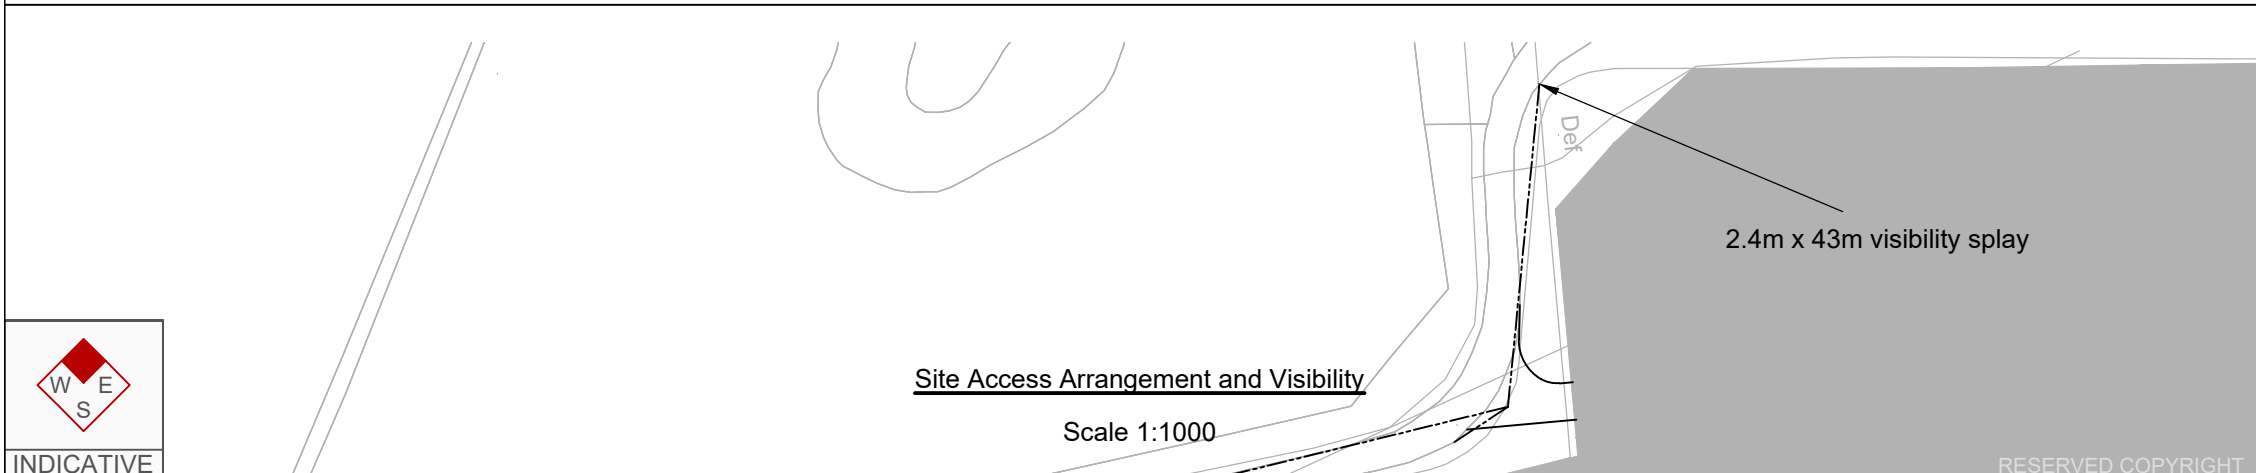 Def
2.4m x 43m visibility splay
Site Access Arrangement and Visibility
Scale 1:1000
W E
S
INDICATIVE
RESERVED COPYRIGHT